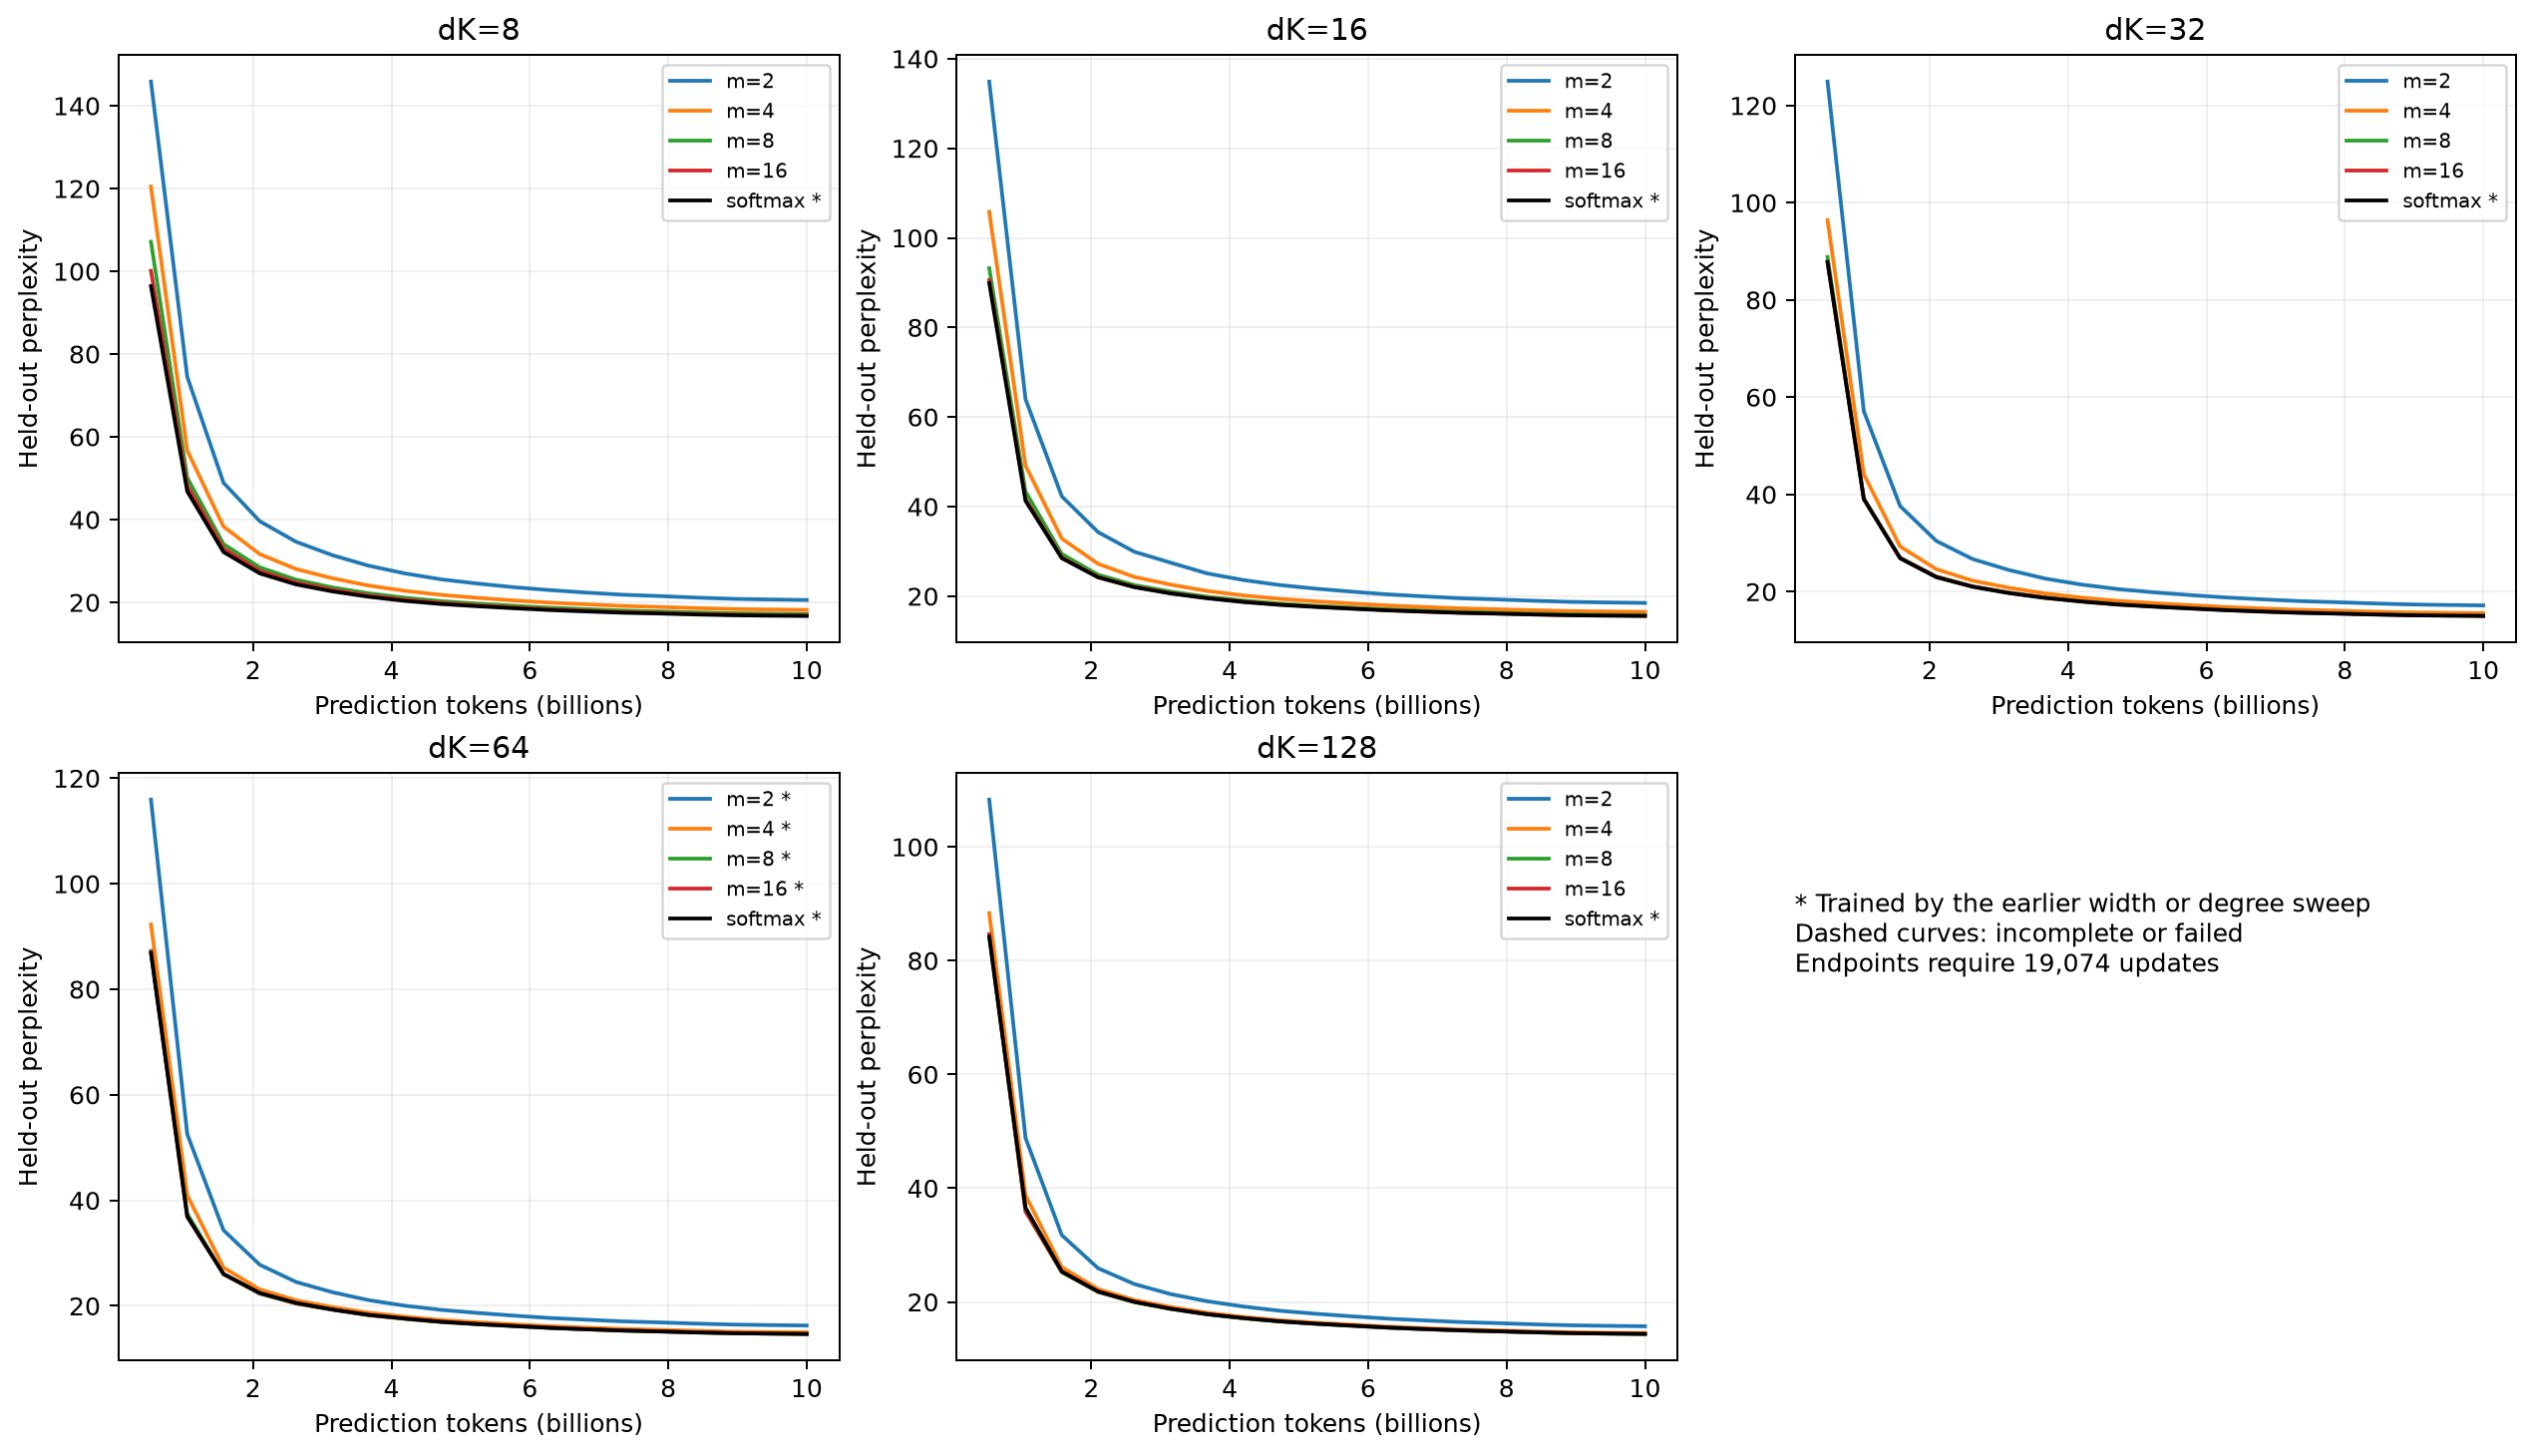 dK=8
140
120
100
80
60
40
20
Held-out perplexity
m=2
m=4
m=8
m=16
softmax *
2 4 6 8 10
Prediction tokens (billions)
dK=16
140
120
100
80
60
40
20
Held-out perplexity
m=2
m=4
m=8
m=16
softmax *
2 4 6 8 10
Prediction tokens (billions)
dK=32
120
100
80
60
40
20
Held-out perplexity
m=2
m=4
m=8
m=16
softmax *
2 4 6 8 10
Prediction tokens (billions)
dK=64
120
100
80
60
40
20
Held-out perplexity
m=2 *
m=4 *
m=8 *
m=16 *
softmax *
2 4 6 8 10
Prediction tokens (billions)
dK=128
100
80
60
40
20
Held-out perplexity
m=2
m=4
m=8
m=16
softmax *
2 4 6 8 10
Prediction tokens (billions)
* Trained by the earlier width or degree sweep
Dashed curves: incomplete or failed
Endpoints require 19,074 updates